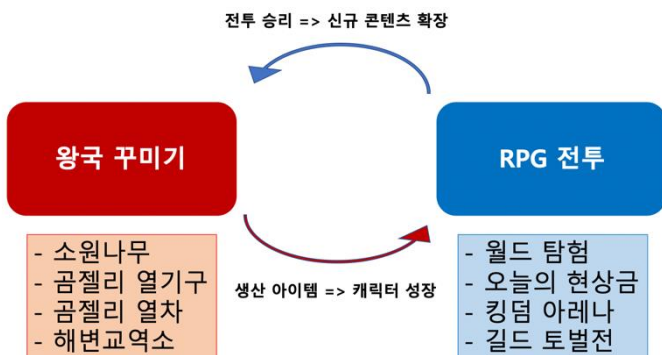 전투 승리 => 신규 콘텐츠 확장
왕국 꾸미기
RPG 전투
- 소원나무
- 곰젤리 열기구
- 곰젤리 열차
- 해변교역소
생산 아이템 => 캐릭터 성장
- 월드 탐험
- 오늘의 현상금
- 킹덤 아레나
- 길드 토벌전